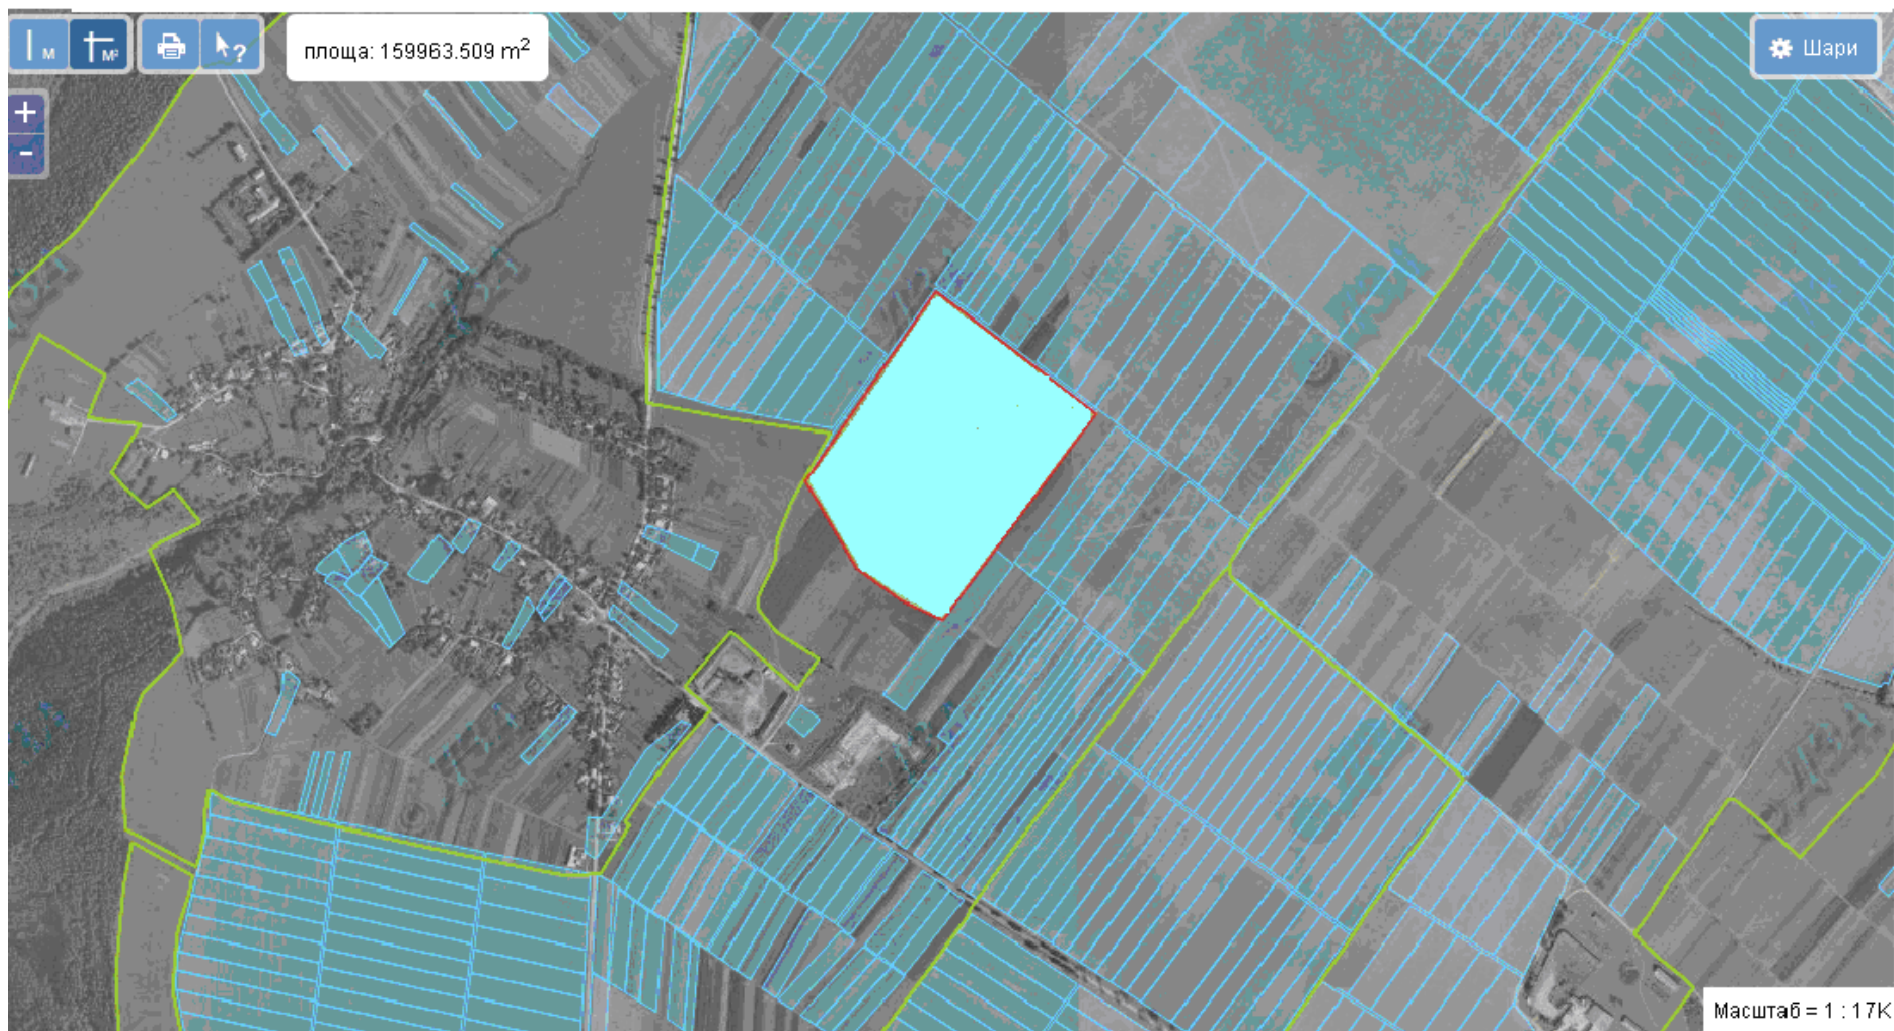 М
М²
?
площа: 159963.509 m²
Шари
+
-
Масштаб = 1 : 17K